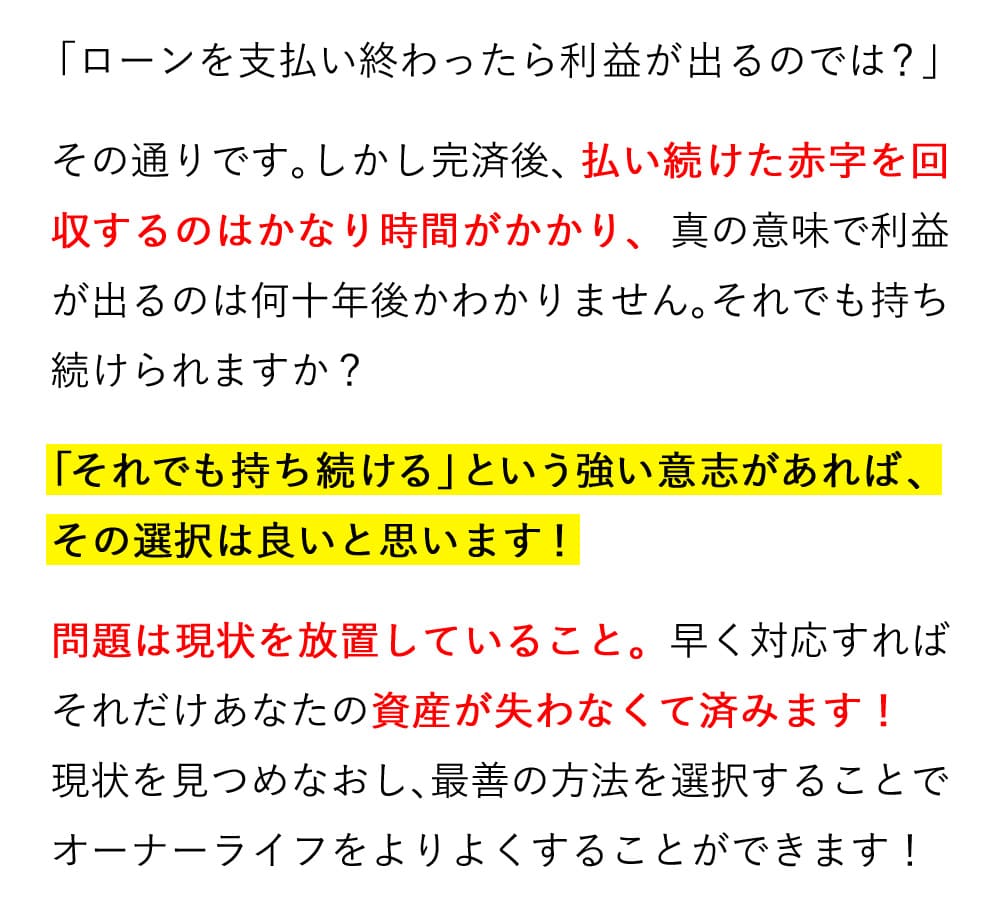 「ローンを支払い終わったら利益が出るのでは？」
その通りです。しかし完済後、払い続けた赤字を回
収するのはかなり時間がかかり、真の意味で利益
が出るのは何十年後かわかりません。それでも持ち
続けられますか？
「それでも持ち続ける」という強い意志があれば、
その選択は良いと思います！
問題は現状を放置していること。早く対応すれば
それだけあなたの資産が失わなくて済みます！
現状を見つめなおし、最善の方法を選択することで
オーナーライフをよりよくすることができます！